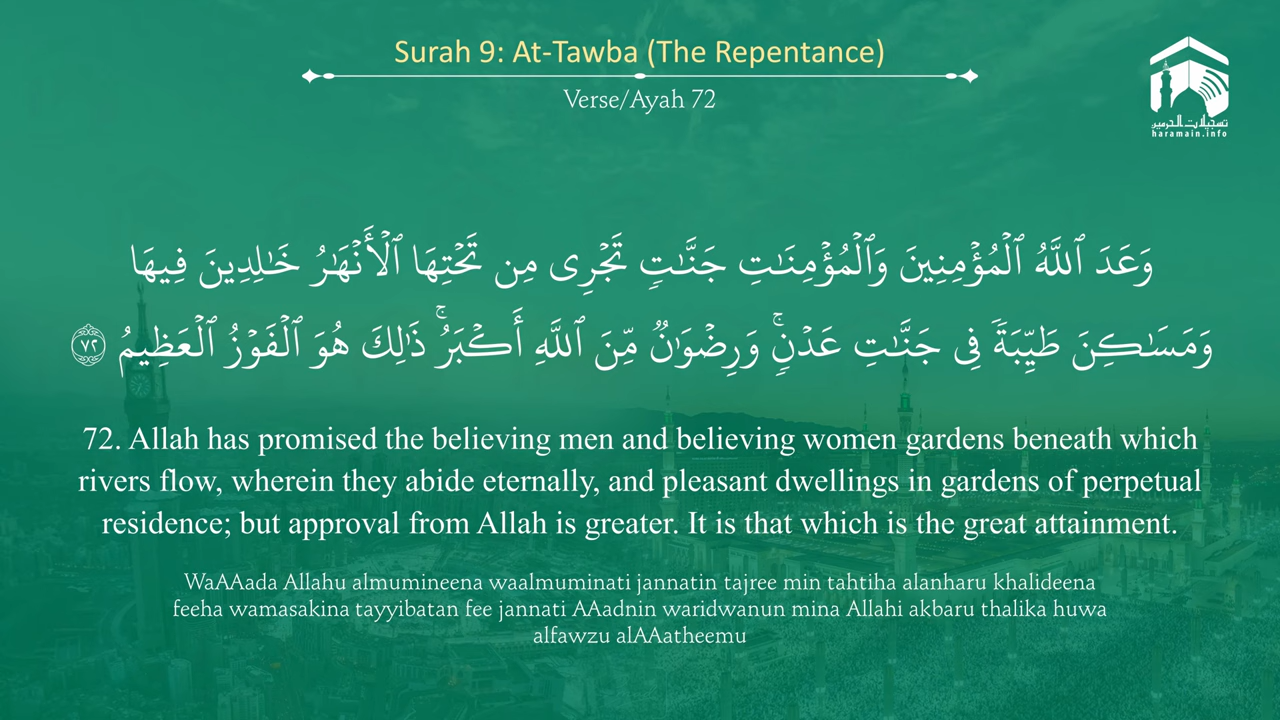 Surah 9: At-Tawba (The Repentance)
Verse/Ayah 72
تسجيلات الحرمين
haramain.info
وَعَدَ ٱللَّهُ ٱلْمُؤْمِنِينَ وَٱلْمُؤْمِنَـٰتِ جَنَّـٰتٍ تَجْرِى مِن تَحْتِهَا ٱلْأَنْهَـٰرُ خَـٰلِدِينَ فِيهَا
وَمَسَـٰكِنَ طَيِّبَةً فِى جَنَّـٰتِ عَدْنٍ ۚ وَرِضْوَٰنٌ مِّنَ ٱللَّهِ أَكْبَرُ ۚ ذَٰلِكَ هُوَ ٱلْفَوْزُ ٱلْعَظِيمُ ٧٢
72. Allah has promised the believing men and believing women gardens beneath which
rivers flow, wherein they abide eternally, and pleasant dwellings in gardens of perpetual
residence; but approval from Allah is greater. It is that which is the great attainment.
WaAAada Allahu almumineena waalmuminati jannatin tajree min tahtiha alanharu khalideena
feeha wamasakina tayyibatan fee jannati AAadnin waridwanun mina Allahi akbaru thalika huwa
alfawzu alAAatheemu